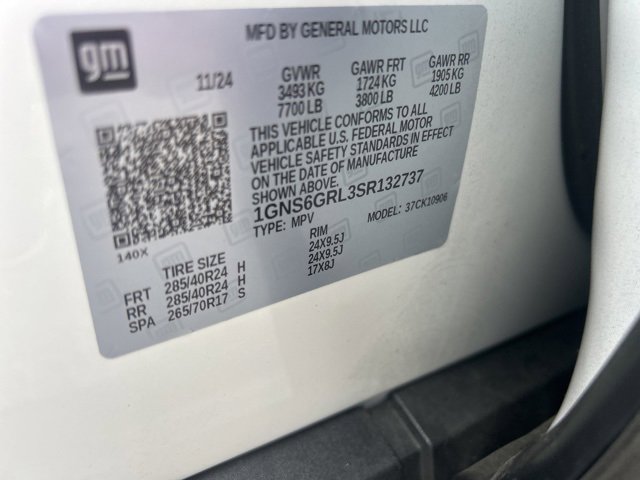 gm
MFD BY GENERAL MOTORS LLC
11/24 GVWR GAWR FRT GAWR RR
3493 KG 1724 KG 1905 KG
7700 LB 3800 LB 4200 LB
THIS VEHICLE CONFORMS TO ALL
APPLICABLE U.S. FEDERAL MOTOR
VEHICLE SAFETY STANDARDS IN EFFECT
ON THE DATE OF MANUFACTURE
SHOWN ABOVE.
1GNS6GRL3SR132737
TYPE: MPV MODEL: 37CK10906
140X
TIRE SIZE RIM
FRT 285/40R24 H 24X9.5J
RR 285/40R24 H 24X9.5J
SPA 265/70R17 S 17X8J